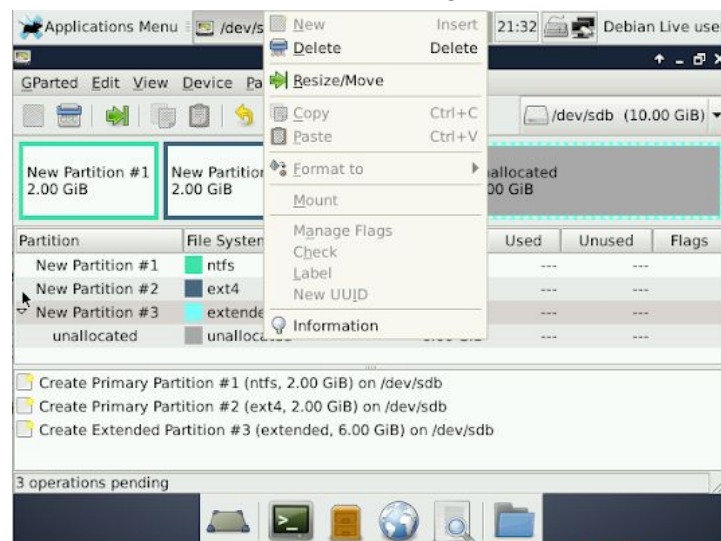 Applications Menu /dev/s 21:32 Debian Live use
GParted Edit View Device Pa
/dev/sdb (10.00 GiB)
New Insert
Delete Delete
Resize/Move
Copy Ctrl+C
Paste Ctrl+V
Format to
Mount
Manage Flags
Check
Label
New UUID
Information
New Partition #1
2.00 GiB
New Partition
2.00 GiB
allocated
00 GiB
Partition File System Used Unused Flags
New Partition #1 ntfs --- ---
New Partition #2 ext4 --- ---
New Partition #3 extende --- ---
unallocated unalloc --- ---
Create Primary Partition #1 (ntfs, 2.00 GiB) on /dev/sdb
Create Primary Partition #2 (ext4, 2.00 GiB) on /dev/sdb
Create Extended Partition #3 (extended, 6.00 GiB) on /dev/sdb
3 operations pending